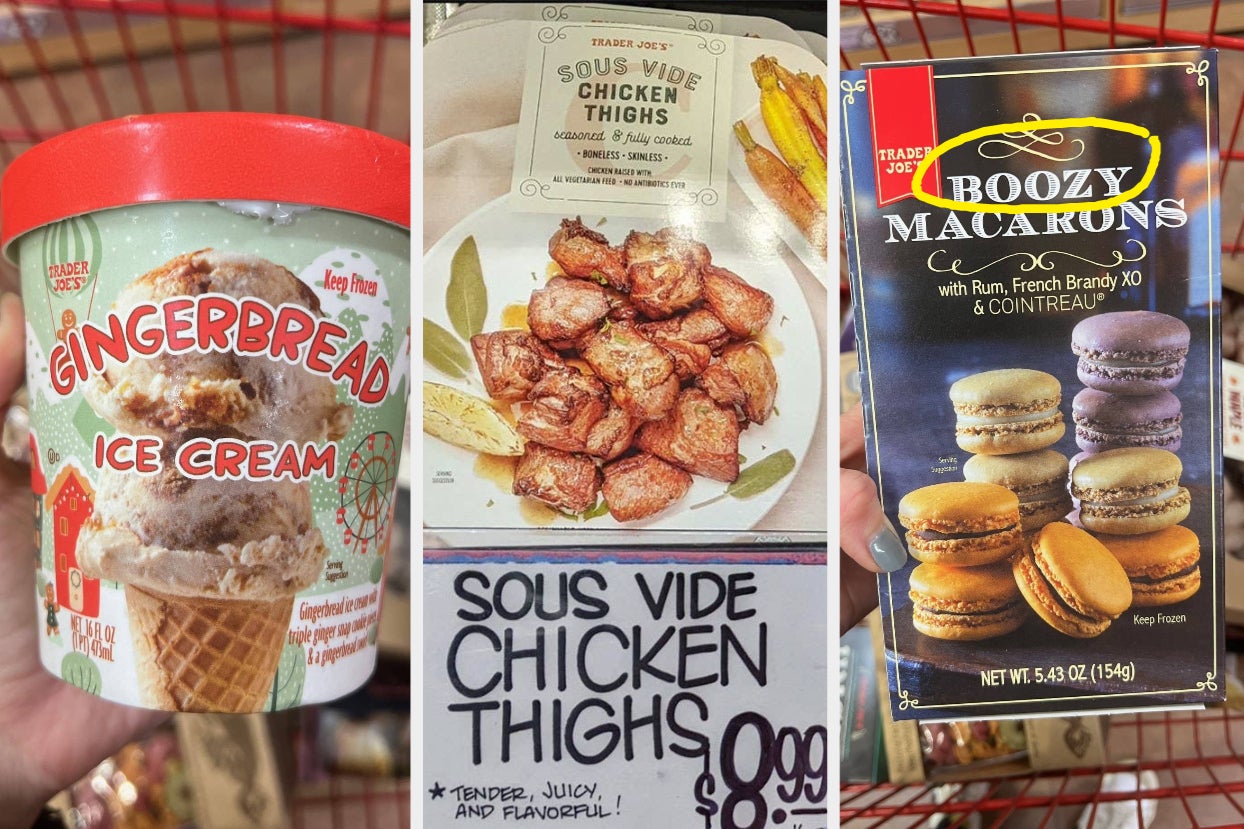 TRADER
JOE'S®
Keep Frozen
GINGERBREAD
ICE CREAM
Serving
Suggestion
Gingerbread ice cream with
triple ginger snap cookie
& a gingerbread
NET 16 FL OZ
(1 PT) 473mL
TRADER JOE'S®
SOUS VIDE
CHICKEN
THIGHS
seasoned & fully cooked
• BONELESS • SKINLESS •
CHICKEN RAISED WITH:
ALL VEGETARIAN FEED • NO ANTIBIOTICS EVER
SERVING
SUGGESTION
SOUS VIDE
CHICKEN
THIGHS
$8.99
* TENDER, JUICY,
AND FLAVORFUL!
TRADER
JOE'S
BOOZY
MACARONS
with Rum, French Brandy XO
& COINTREAU®
Serving
Suggestion
Keep Frozen
NET WT. 5.43 OZ (154g)